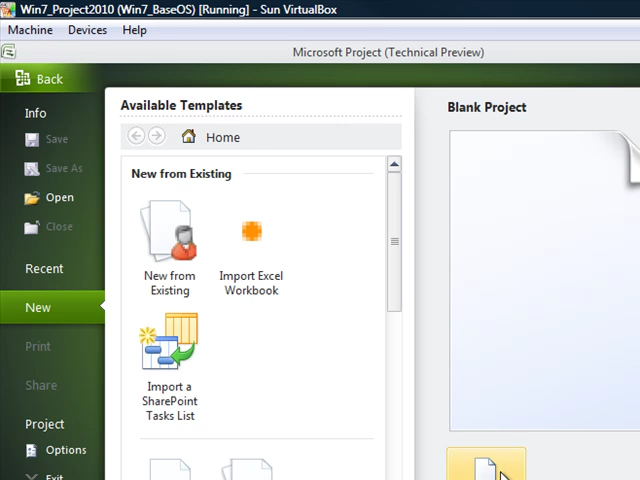 Win7_Project2010 (Win7_BaseOS) [Running] - Sun VirtualBox
Machine Devices Help
Microsoft Project (Technical Preview)
Back
Info
Save
Save As
Open
Close
Recent
New
Print
Share
Project
Options
Exit
Available Templates
Home
New from Existing
New from
Existing
Import Excel
Workbook
Import a
SharePoint
Tasks List
Blank Project